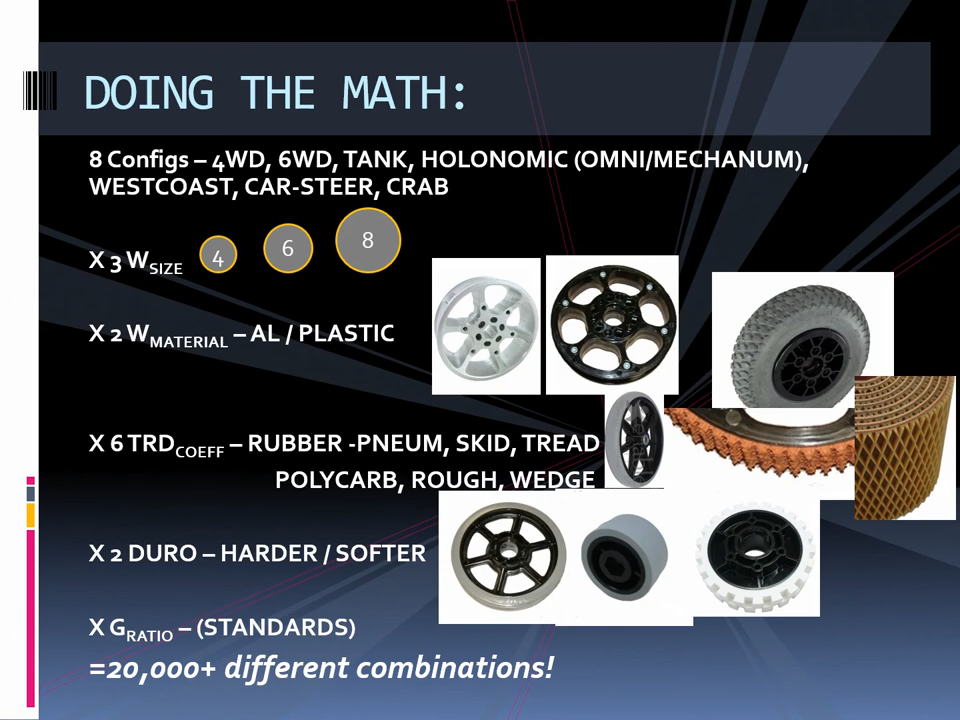 DOING THE MATH:
8 Configs – 4WD, 6WD, TANK, HOLONOMIC (OMNI/MECHANUM),
WESTCOAST, CAR-STEER, CRAB
X 3 WSIZE 4 6 8
X 2 WMATERIAL – AL / PLASTIC
X 6 TRDCOEFF – RUBBER -PNEUM, SKID, TREAD
POLYCARB, ROUGH, WEDGE
X 2 DURO – HARDER / SOFTER
X GRATIO – (STANDARDS)
=20,000+ different combinations!